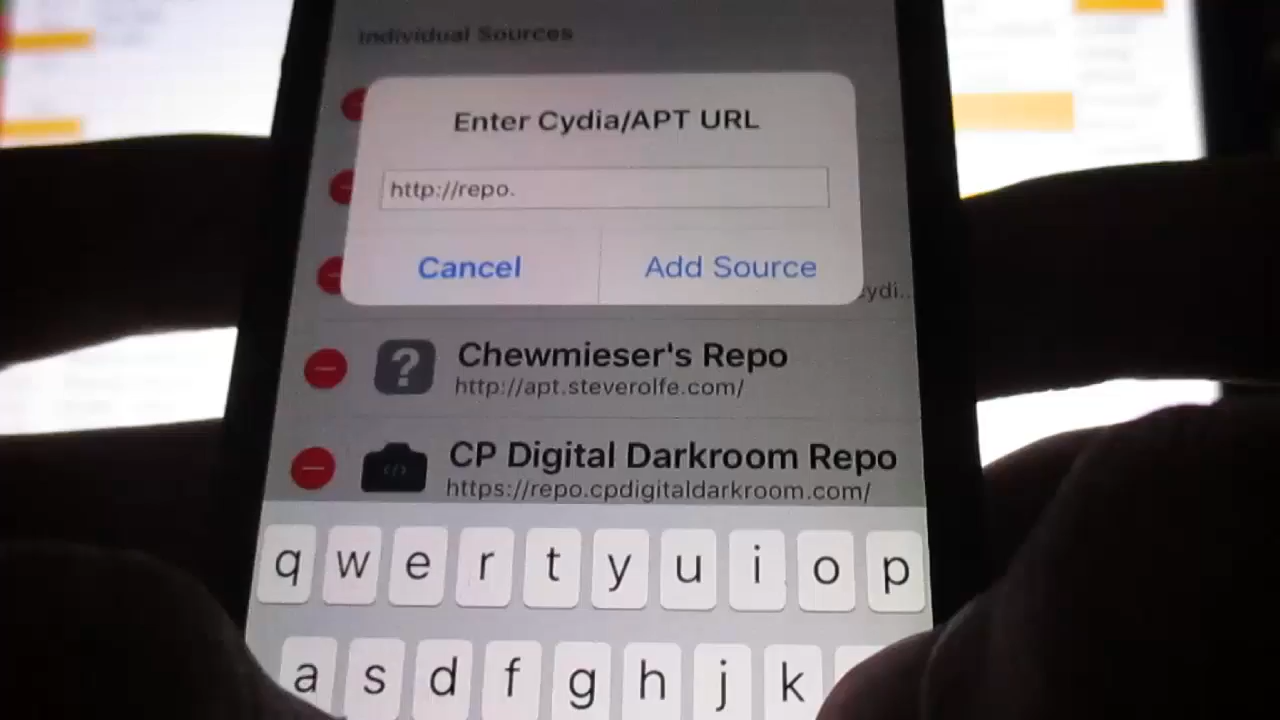 Individual Sources
Enter Cydia/APT URL
http://repo.
Cancel
Add Source
ydi...
?
Chewmieser's Repo
http://apt.steverolfe.com/
CP Digital Darkroom Repo
https://repo.cpdigitaldarkroom.com/
q w e r t y u i o p
a s d f g h j k